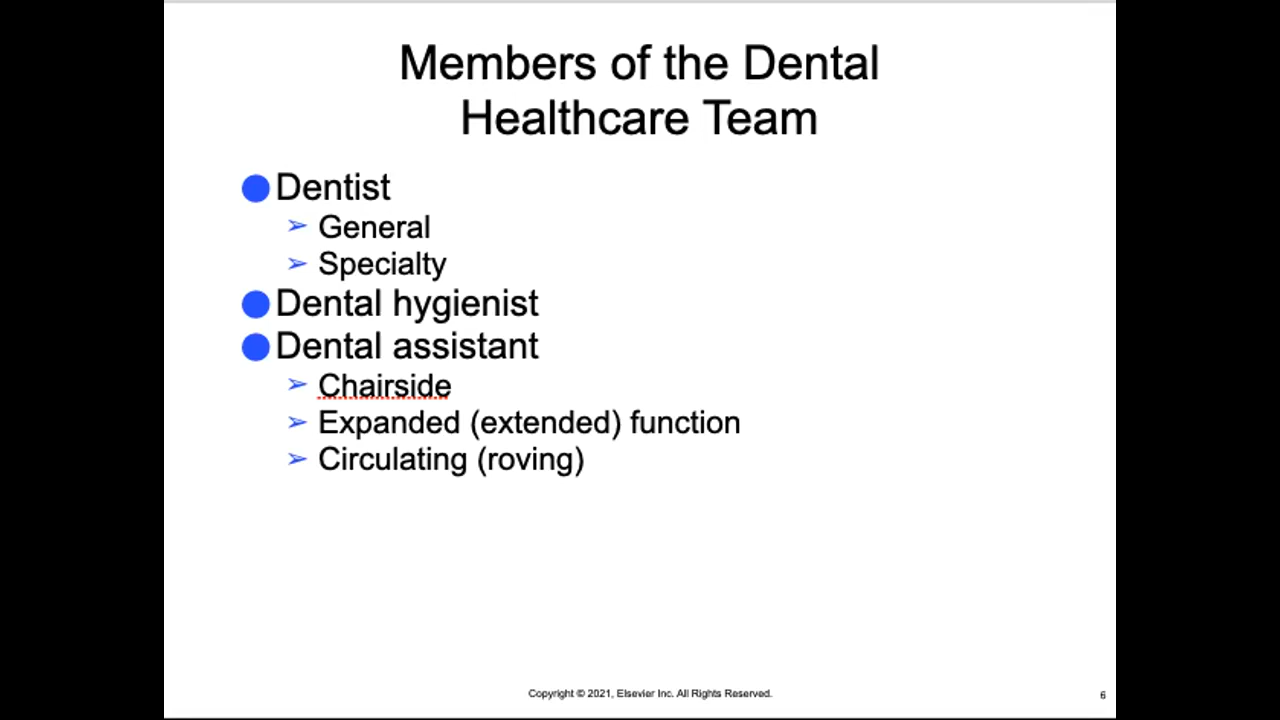 Members of the Dental
Healthcare Team
Dentist
General
Specialty
Dental hygienist
Dental assistant
Chairside
Expanded (extended) function
Circulating (roving)
Copyright © 2021, Elsevier Inc. All Rights Reserved.
6